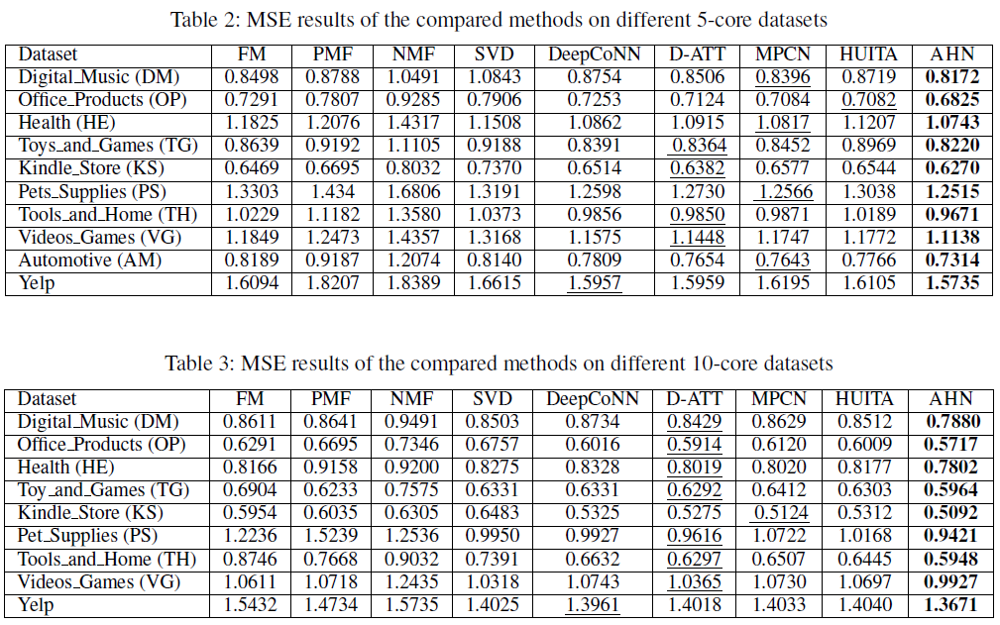 Table 2: MSE results of the compared methods on different 5-core datasets
Dataset FM PMF NMF SVD DeepCoNN D-ATT MPCN HUITA AHN
Digital_Music (DM) 0.8498 0.8788 1.0491 1.0843 0.8754 0.8506 0.8396 0.8719 0.8172
Office_Products (OP) 0.7291 0.7807 0.9285 0.7906 0.7253 0.7124 0.7084 0.7082 0.6825
Health (HE) 1.1825 1.2076 1.4317 1.1508 1.0862 1.0915 1.0817 1.1207 1.0743
Toys_and_Games (TG) 0.8639 0.9192 1.1105 0.9188 0.8391 0.8364 0.8452 0.8969 0.8220
Kindle_Store (KS) 0.6469 0.6695 0.8032 0.7370 0.6514 0.6382 0.6577 0.6544 0.6270
Pets_Supplies (PS) 1.3303 1.434 1.6806 1.3191 1.2598 1.2730 1.2566 1.3038 1.2515
Tools_and_Home (TH) 1.0229 1.1182 1.3580 1.0373 0.9856 0.9850 0.9871 1.0189 0.9671
Videos_Games (VG) 1.1849 1.2473 1.4357 1.3168 1.1575 1.1448 1.1747 1.1772 1.1138
Automotive (AM) 0.8189 0.9187 1.2074 0.8140 0.7809 0.7654 0.7643 0.7766 0.7314
Yelp 1.6094 1.8207 1.8389 1.6615 1.5957 1.5959 1.6195 1.6105 1.5735
Table 3: MSE results of the compared methods on different 10-core datasets
Dataset FM PMF NMF SVD DeepCoNN D-ATT MPCN HUITA AHN
Digital_Music (DM) 0.8611 0.8641 0.9491 0.8503 0.8734 0.8429 0.8629 0.8512 0.7880
Office_Products (OP) 0.6291 0.6695 0.7346 0.6757 0.6016 0.5914 0.6120 0.6009 0.5717
Health (HE) 0.8166 0.9158 0.9200 0.8275 0.8328 0.8019 0.8020 0.8177 0.7802
Toy_and_Games (TG) 0.6904 0.6233 0.7575 0.6331 0.6331 0.6292 0.6412 0.6303 0.5964
Kindle_Store (KS) 0.5954 0.6035 0.6305 0.6483 0.5325 0.5275 0.5124 0.5312 0.5092
Pet_Supplies (PS) 1.2236 1.5239 1.2536 0.9950 0.9927 0.9616 1.0722 1.0168 0.9421
Tools_and_Home (TH) 0.8746 0.7668 0.9032 0.7391 0.6632 0.6297 0.6507 0.6445 0.5948
Videos_Games (VG) 1.0611 1.0718 1.2435 1.0318 1.0743 1.0365 1.0730 1.0697 0.9927
Yelp 1.5432 1.4734 1.5735 1.4025 1.3961 1.4018 1.4033 1.4040 1.3671